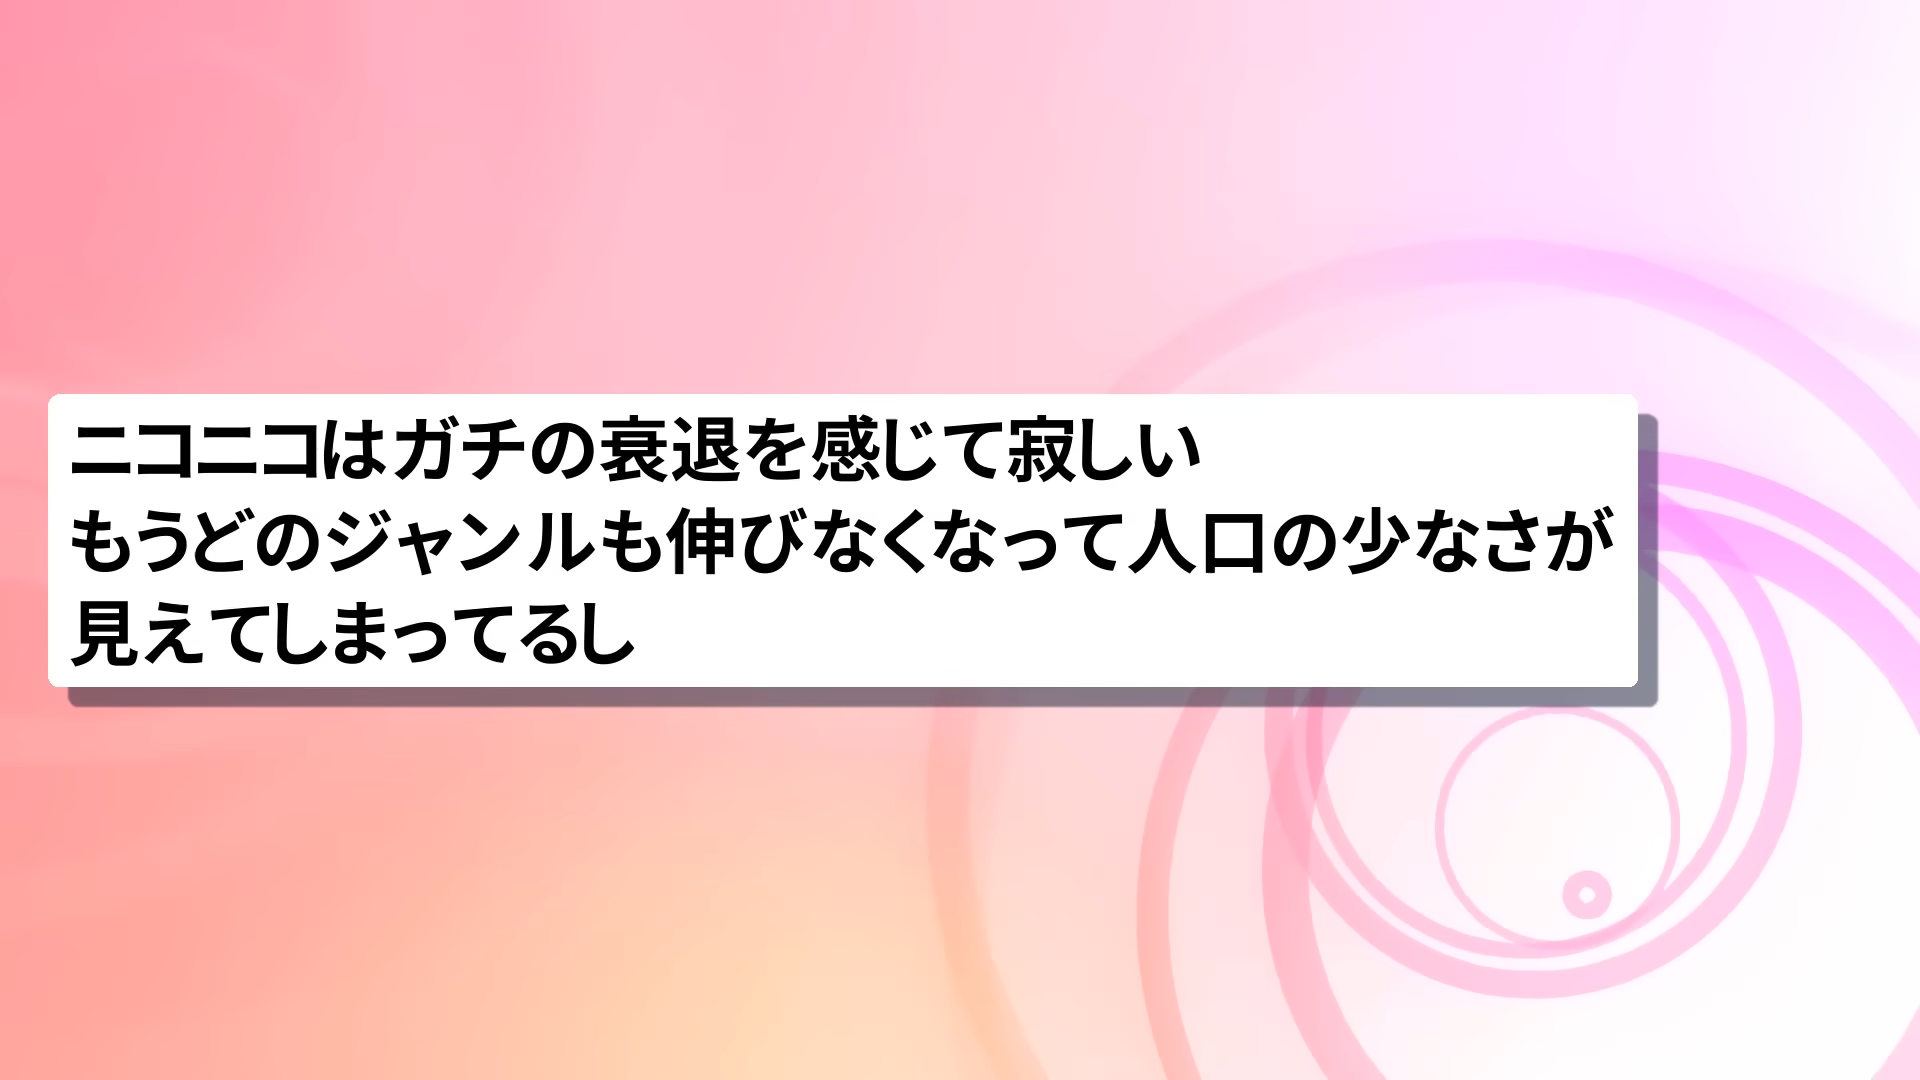 ニコニコはガチの衰退を感じて寂しい
もうどのジャンルも伸びなくなって人口の少なさが
見えてしまってるし